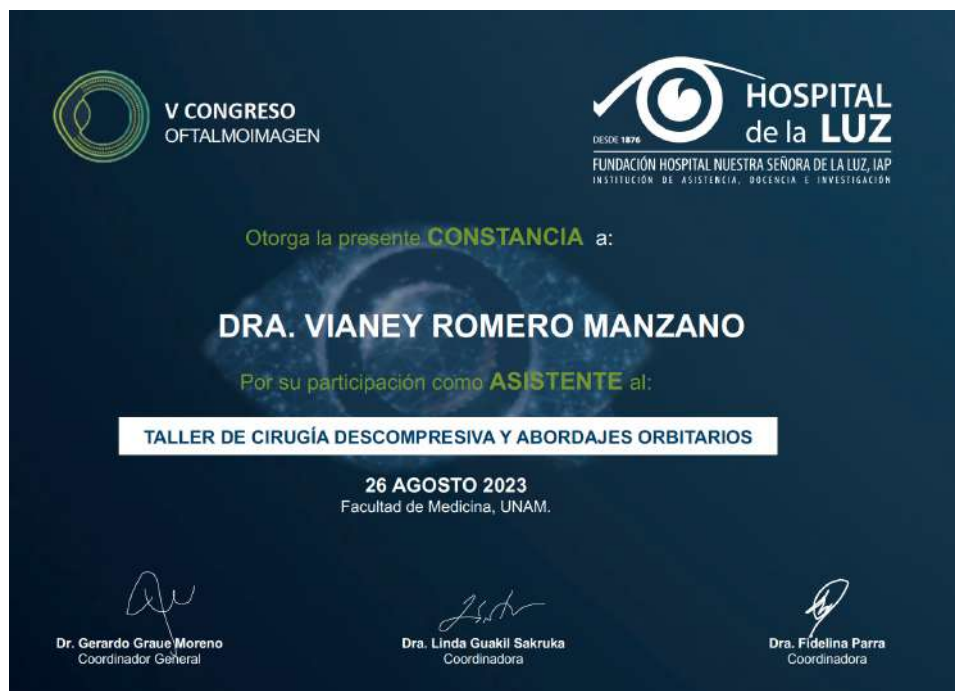 V CONGRESO
OFTALMOIMAGEN
HOSPITAL
de la LUZ
DESDE 1876
FUNDACIÓN HOSPITAL NUESTRA SEÑORA DE LA LUZ, IAP
INSTITUCIÓN DE ASISTENCIA, DOCENCIA E INVESTIGACIÓN
Otorga la presente CONSTANCIA a:
DRA. VIANEY ROMERO MANZANO
Por su participación como ASISTENTE al:
TALLER DE CIRUGÍA DESCOMPRESIVA Y ABORDAJES ORBITARIOS
26 AGOSTO 2023
Facultad de Medicina, UNAM.
Dr. Gerardo Graue Moreno
Coordinador General
Dra. Linda Guakil Sakruka
Coordinadora
Dra. Fidelina Parra
Coordinadora